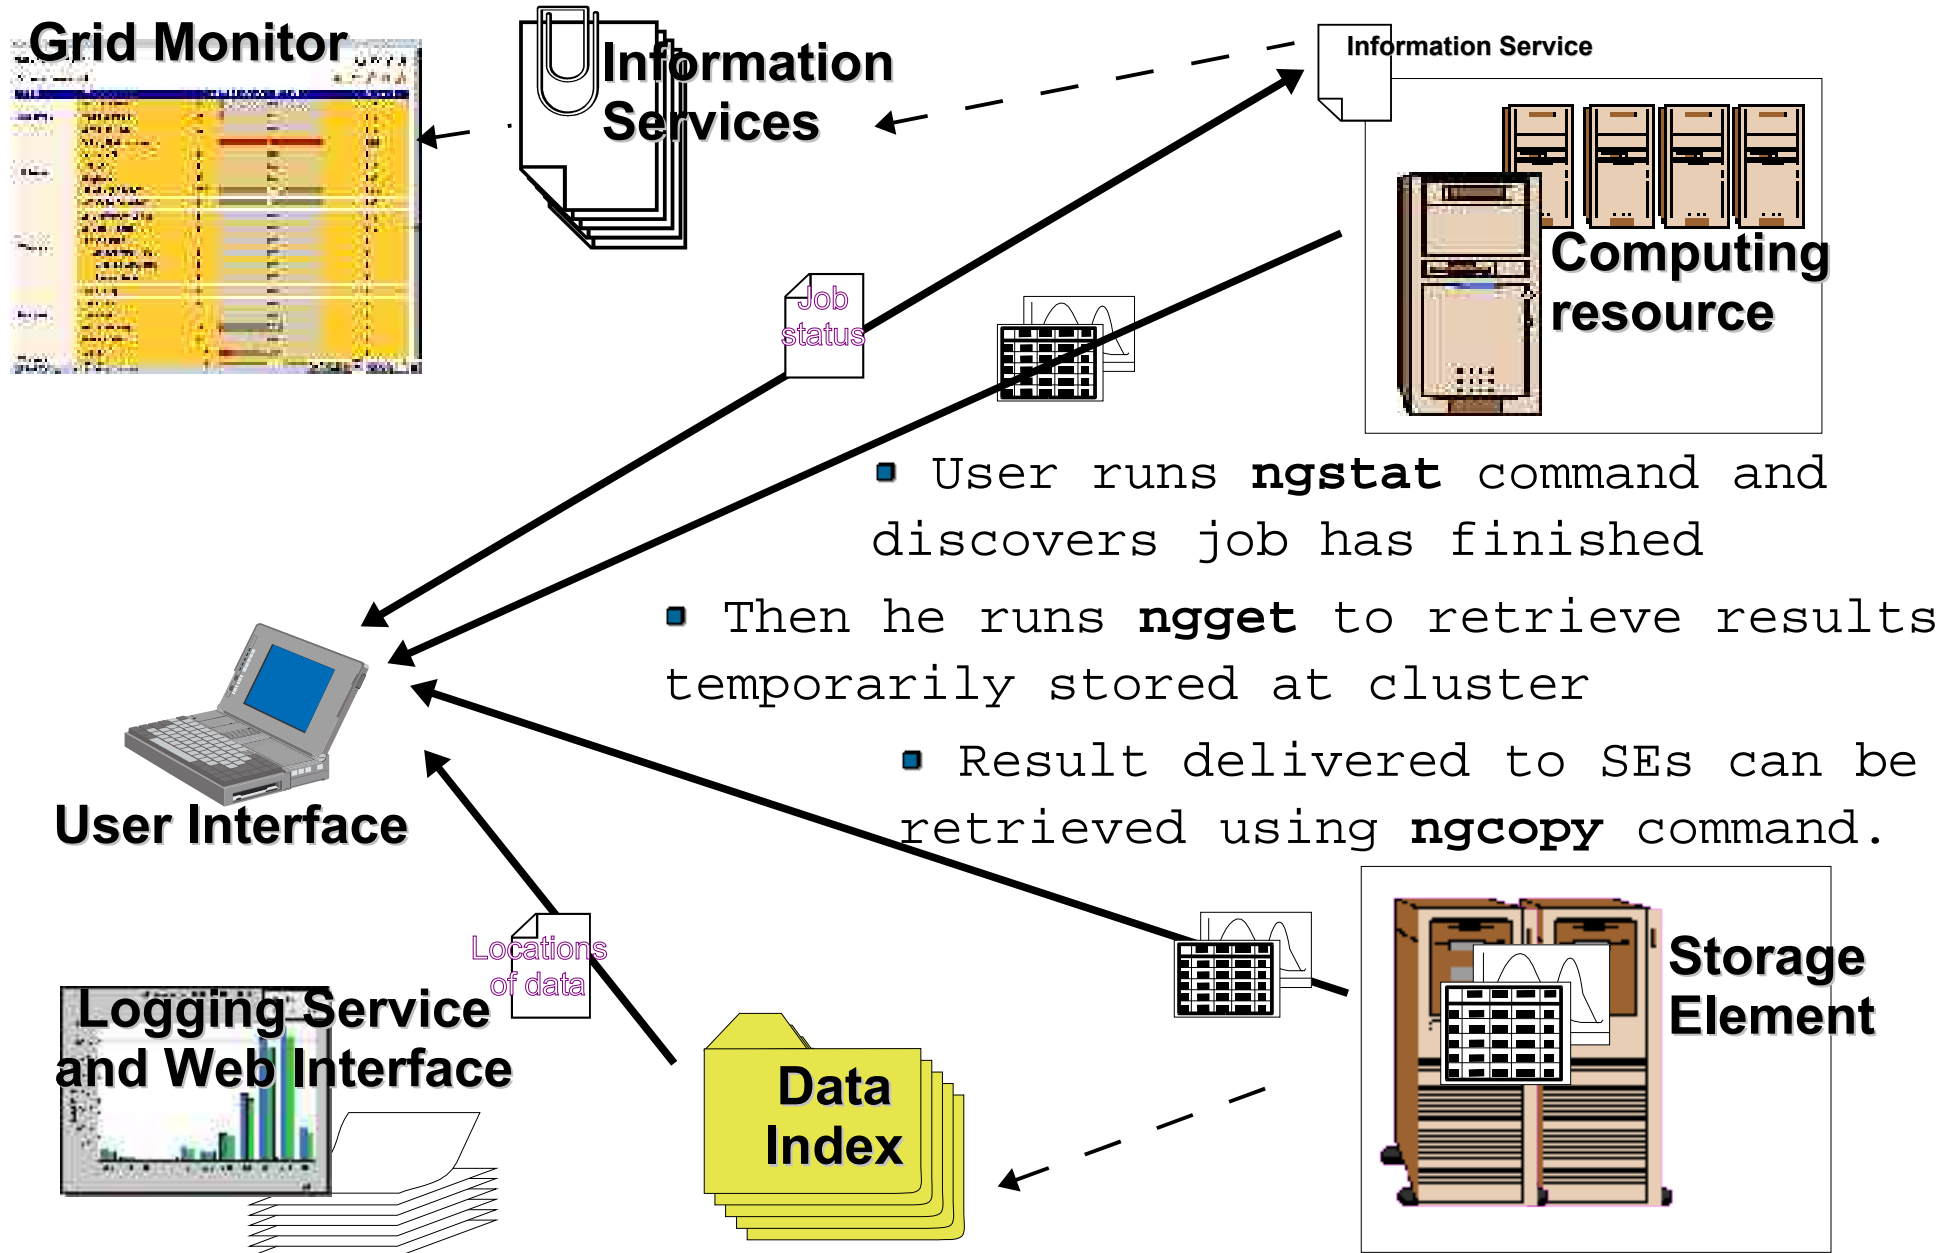 Grid Monitor
Information
Services
Information Service
Computing
resource
Job
status
▪ User runs ngstat command and
discovers job has finished
▪ Then he runs ngget to retrieve results
temporarily stored at cluster
▪ Result delivered to SEs can be
retrieved using ngcopy command.
User Interface
Locations
of data
Logging Service
and Web Interface
Data
Index
Storage
Element